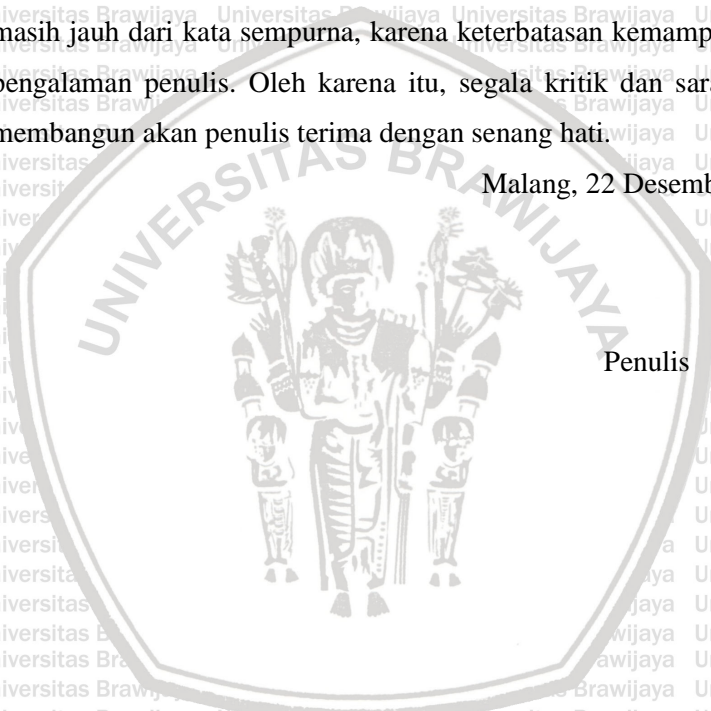 masih jauh dari kata sempurna, karena keterbatasan kemamp
pengalaman penulis. Oleh karena itu, segala kritik dan sara
membangun akan penulis terima dengan senang hati.
Malang, 22 Desemb
UNIVERSITAS BRAWIJAYA
Penulis